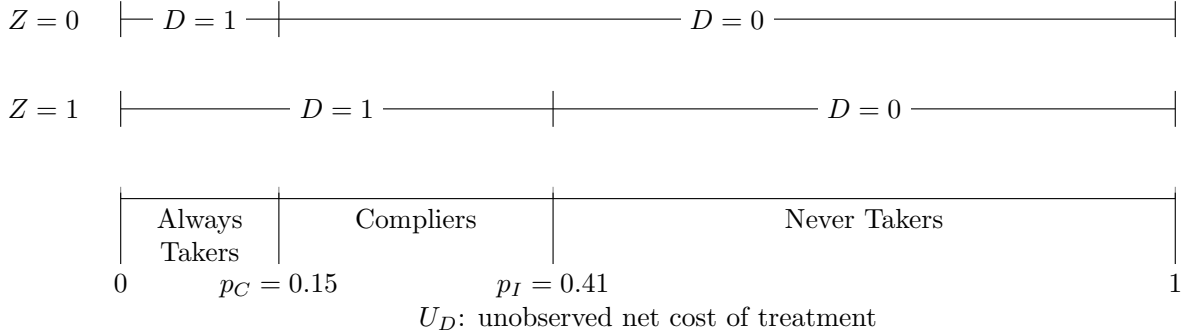 Z = 0 D = 1 D = 0
Z = 1 D = 1 D = 0
Always Takers Compliers Never Takers
0 p_C = 0.15 p_I = 0.41 1
U_D: unobserved net cost of treatment